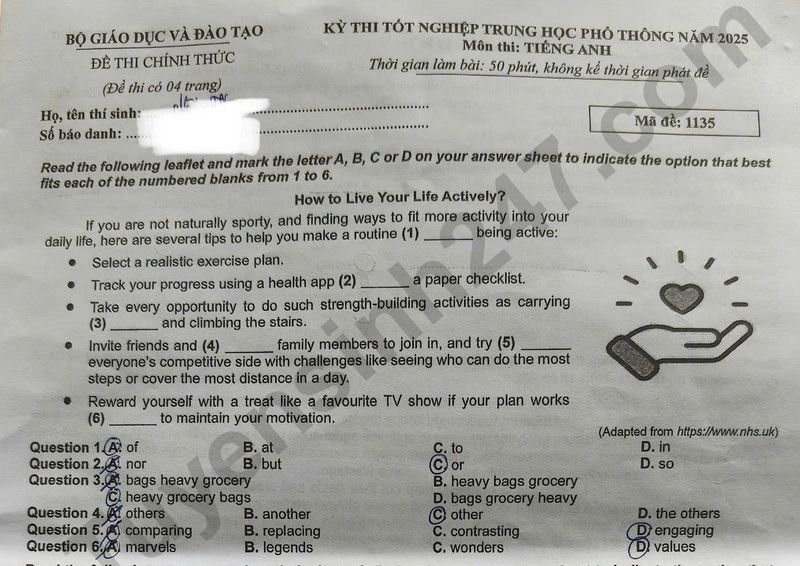 BỘ GIÁO DỤC VÀ ĐÀO TẠO
ĐỀ THI CHÍNH THỨC
(Đề thi có 04 trang)
KỲ THI TỐT NGHIỆP TRUNG HỌC PHỔ THÔNG NĂM 2025
Môn thi: TIẾNG ANH
Thời gian làm bài: 50 phút, không kể thời gian phát đề
Họ, tên thí sinh:
Số báo danh:
Mã đề: 1135
Read the following leaflet and mark the letter A, B, C or D on your answer sheet to indicate the option that best
fits each of the numbered blanks from 1 to 6.
How to Live Your Life Actively?
If you are not naturally sporty, and finding ways to fit more activity into your
daily life, here are several tips to help you make a routine (1) ______ being active:
• Select a realistic exercise plan.
• Track your progress using a health app (2) ______ a paper checklist.
• Take every opportunity to do such strength-building activities as carrying
(3) ______ and climbing the stairs.
• Invite friends and (4) ______ family members to join in, and try (5) ______
everyone's competitive side with challenges like seeing who can do the most
steps or cover the most distance in a day.
• Reward yourself with a treat like a favourite TV show if your plan works
(6) ______ to maintain your motivation.
(Adapted from https://www.nhs.uk)
Question 1. A. of B. at C. to D. in
Question 2. A. nor B. but C. or D. so
Question 3. A. bags heavy grocery B. heavy bags grocery
C. heavy grocery bags D. bags grocery heavy
Question 4. A. others B. another C. other D. the others
Question 5. A. comparing B. replacing C. contrasting D. engaging
Question 6. A. marvels B. legends C. wonders D. values
tuyensinh247.com